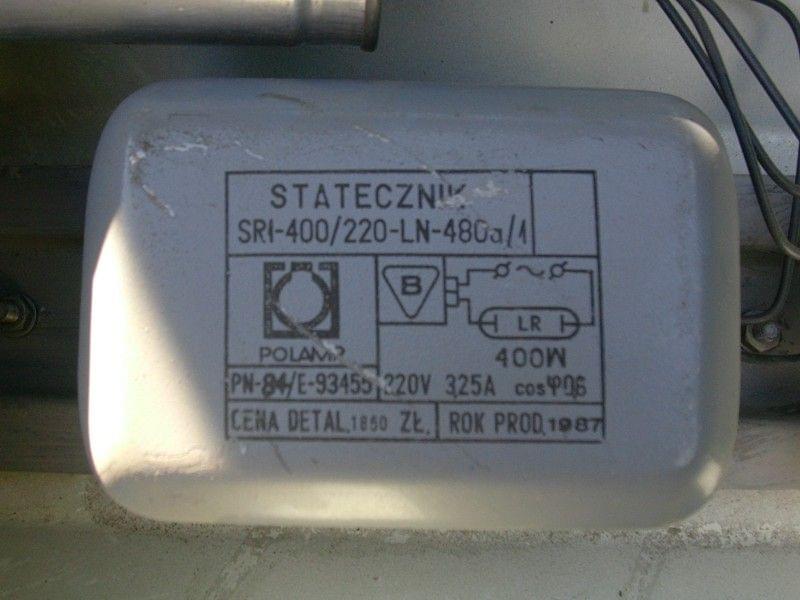 STATECZNIK
SRI-400/220-LN-480a/1
B
LR
POLAMP
400W
PN-84/E-93455
220V 3,25A cosφ0,6
CENA DETAL. 1850 ZŁ.
ROK PROD. 1987